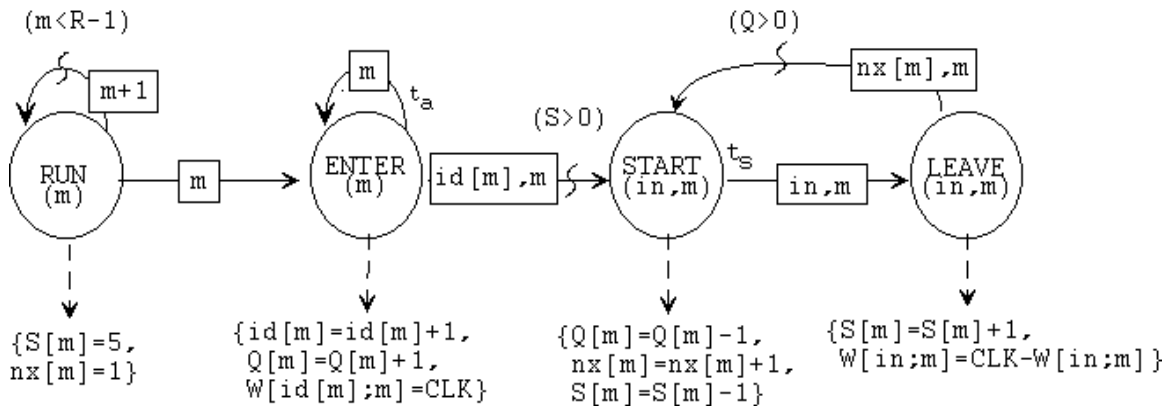 (m<R-1)
m+1
RUN
(m)
m
m
t_a
ENTER
(m)
(S>0)
id[m],m
START
(in,m)
t_s
in,m
(Q>0)
nx[m],m
LEAVE
(in,m)
{S[m]=5,
nx[m]=1}
{id[m]=id[m]+1,
Q[m]=Q[m]+1,
W[id[m];m]=CLK}
{Q[m]=Q[m]-1,
nx[m]=nx[m]+1,
S[m]=S[m]-1}
{S[m]=S[m]+1,
W[in;m]=CLK-W[in;m]}